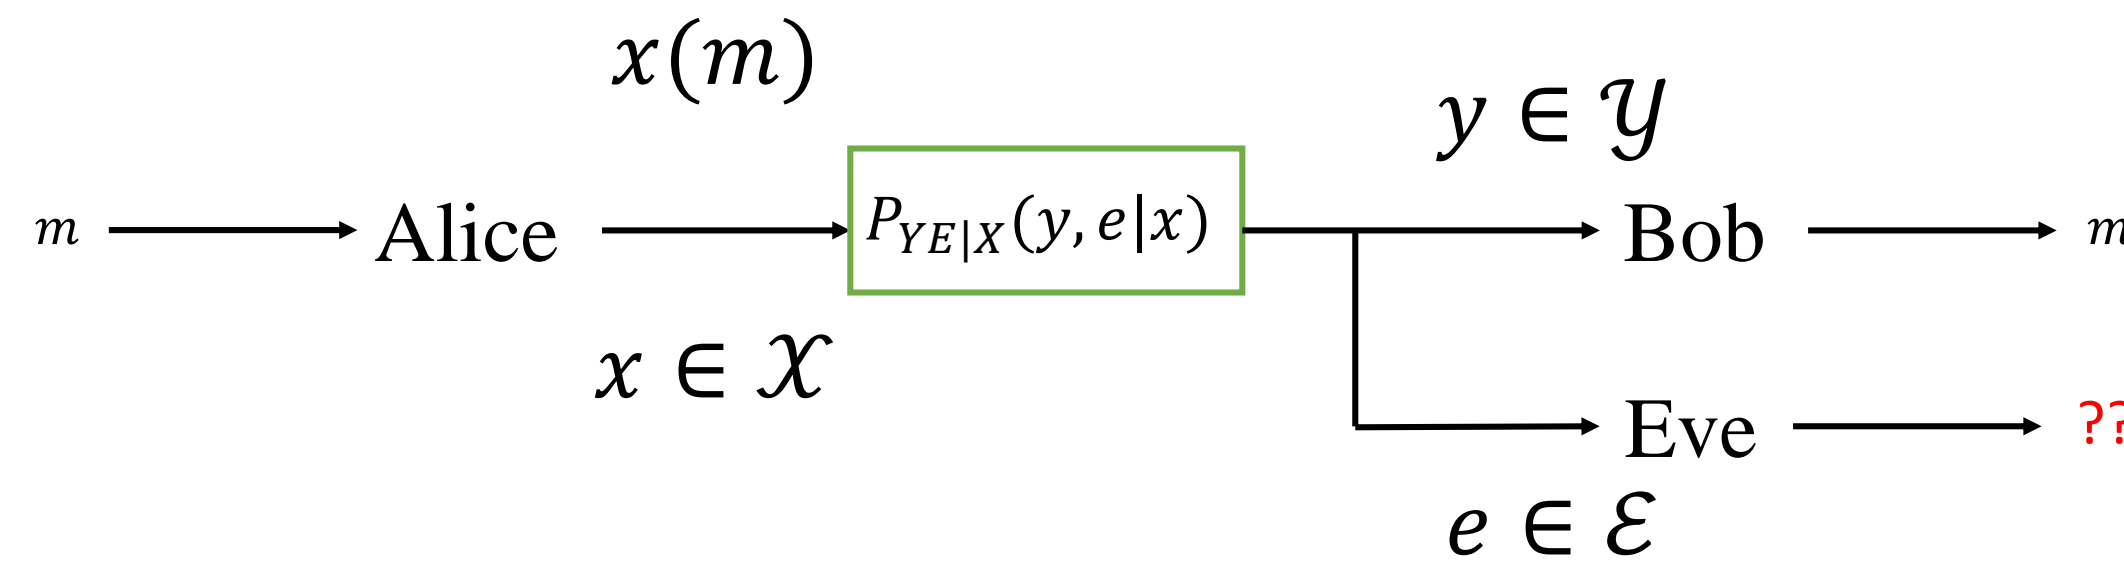 x(m)
y ∈ 𝒴
m Alice P_{YE|X}(y, e|x) Bob m
x ∈ 𝒳
Eve ??
e ∈ ℰ